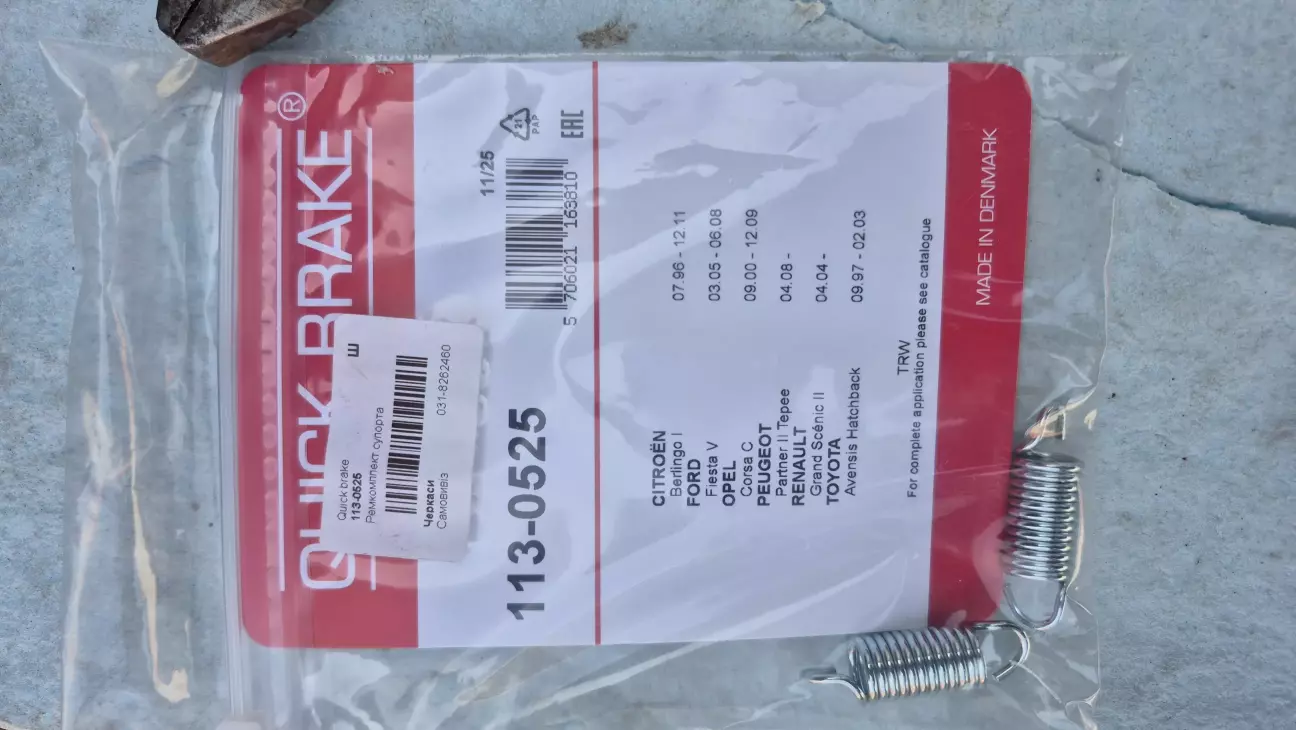 QUICK BRAKE®
Quick brake
Ш
113-0525
Ремкомплект супорта
Черкаси
031-8262460
Самовивіз
113-0525
11/25
21
PAP
EAC
5 706021 163810
CITROËN
Berlingo I 07.96 - 12.11
FORD
Fiesta V 03.05 - 06.08
OPEL
Corsa C 09.00 - 12.09
PEUGEOT
Partner II Tepee 04.08 -
RENAULT
Grand Scénic II 04.04 -
TOYOTA
Avensis Hatchback 09.97 - 02.03
TRW
For complete application please see catalogue
MADE IN DENMARK